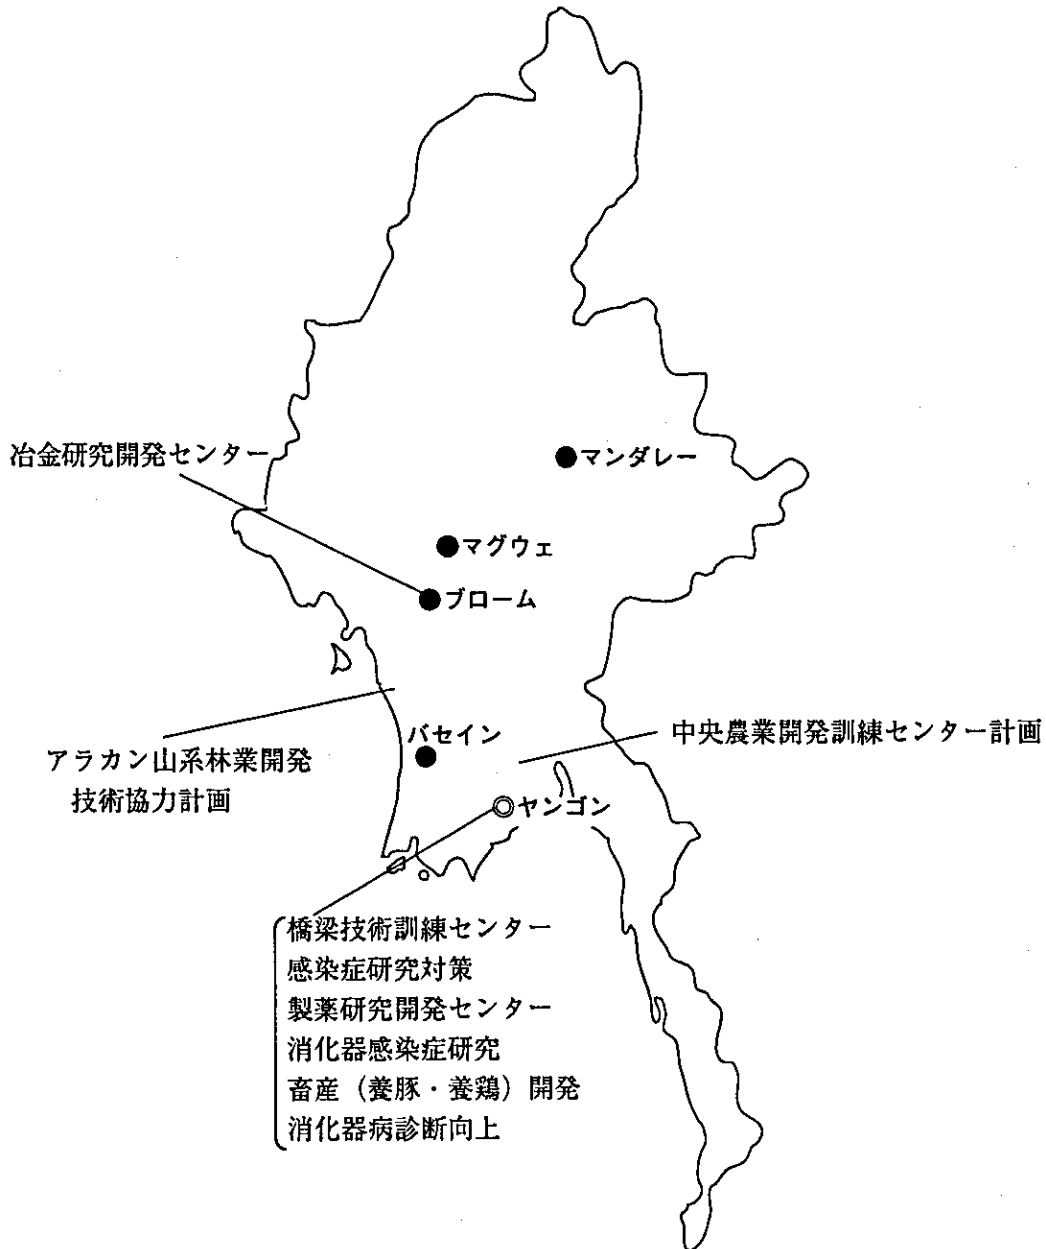 冶金研究開発センター
マンダレー
マグウェ
ブローム
アラカン山系林業開発
技術協力計画
バセイン
中央農業開発訓練センター計画
ヤンゴン
橋梁技術訓練センター
感染症研究対策
製薬研究開発センター
消化器感染症研究
畜産（養豚・養鶏）開発
消化器病診断向上